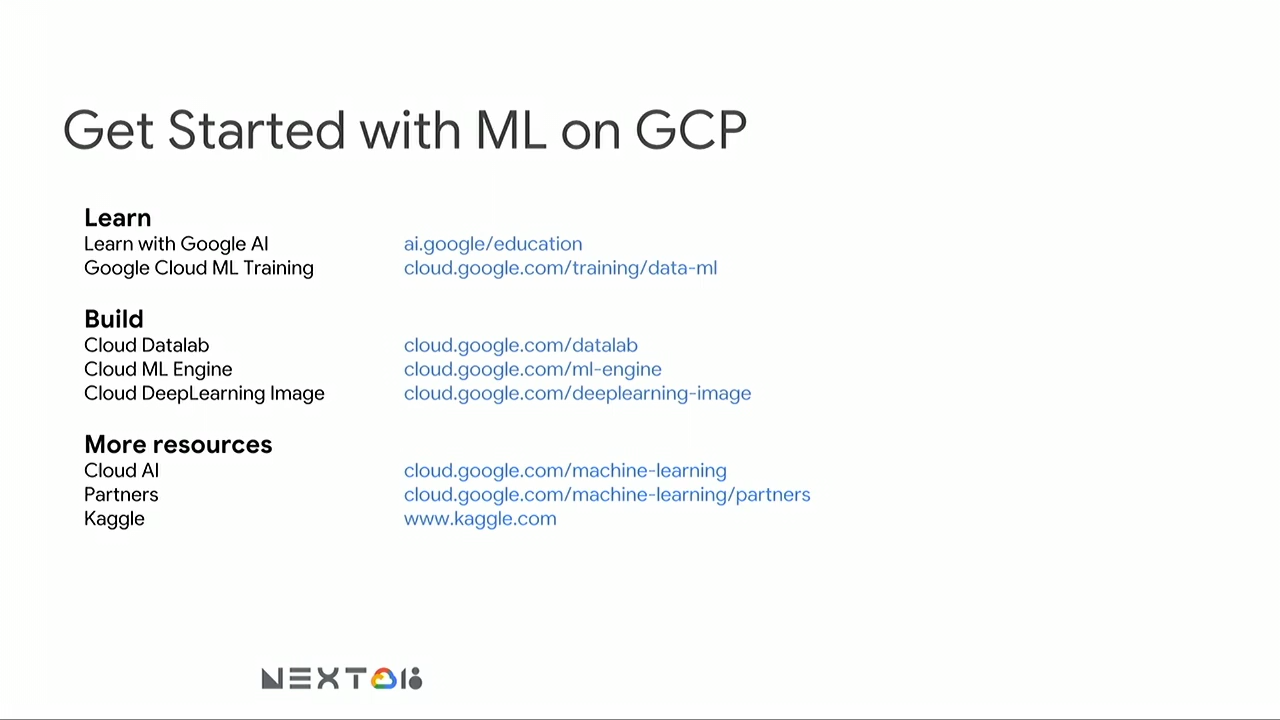 Get Started with ML on GCP
Learn
Learn with Google AI ai.google/education
Google Cloud ML Training cloud.google.com/training/data-ml
Build
Cloud Datalab cloud.google.com/datalab
Cloud ML Engine cloud.google.com/ml-engine
Cloud DeepLearning Image cloud.google.com/deeplearning-image
More resources
Cloud AI cloud.google.com/machine-learning
Partners cloud.google.com/machine-learning/partners
Kaggle www.kaggle.com
NEXT 18